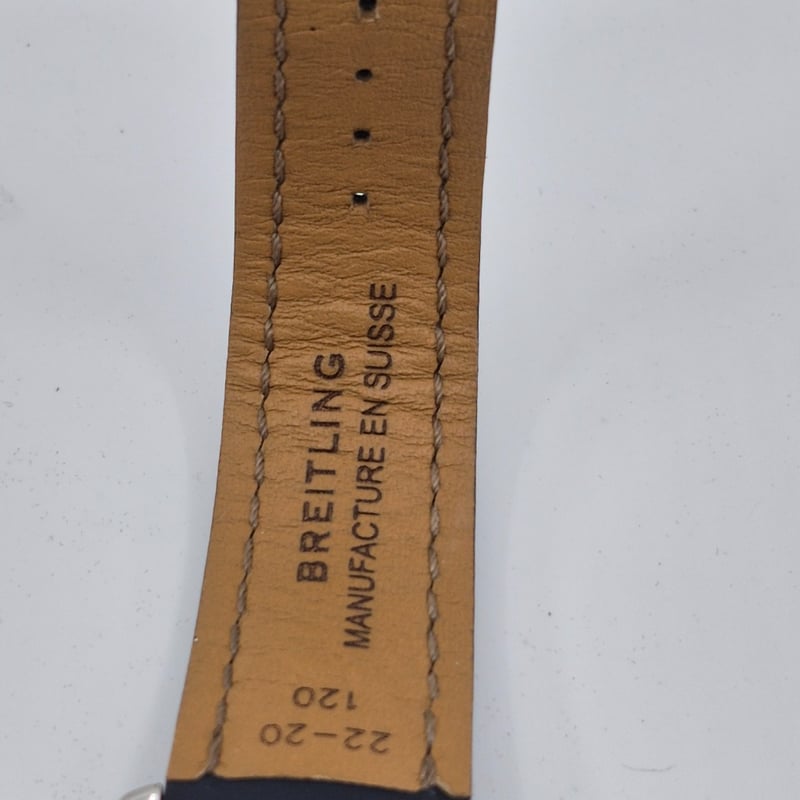 BREITLING
MANUFACTURE EN SUISSE
22-20
120